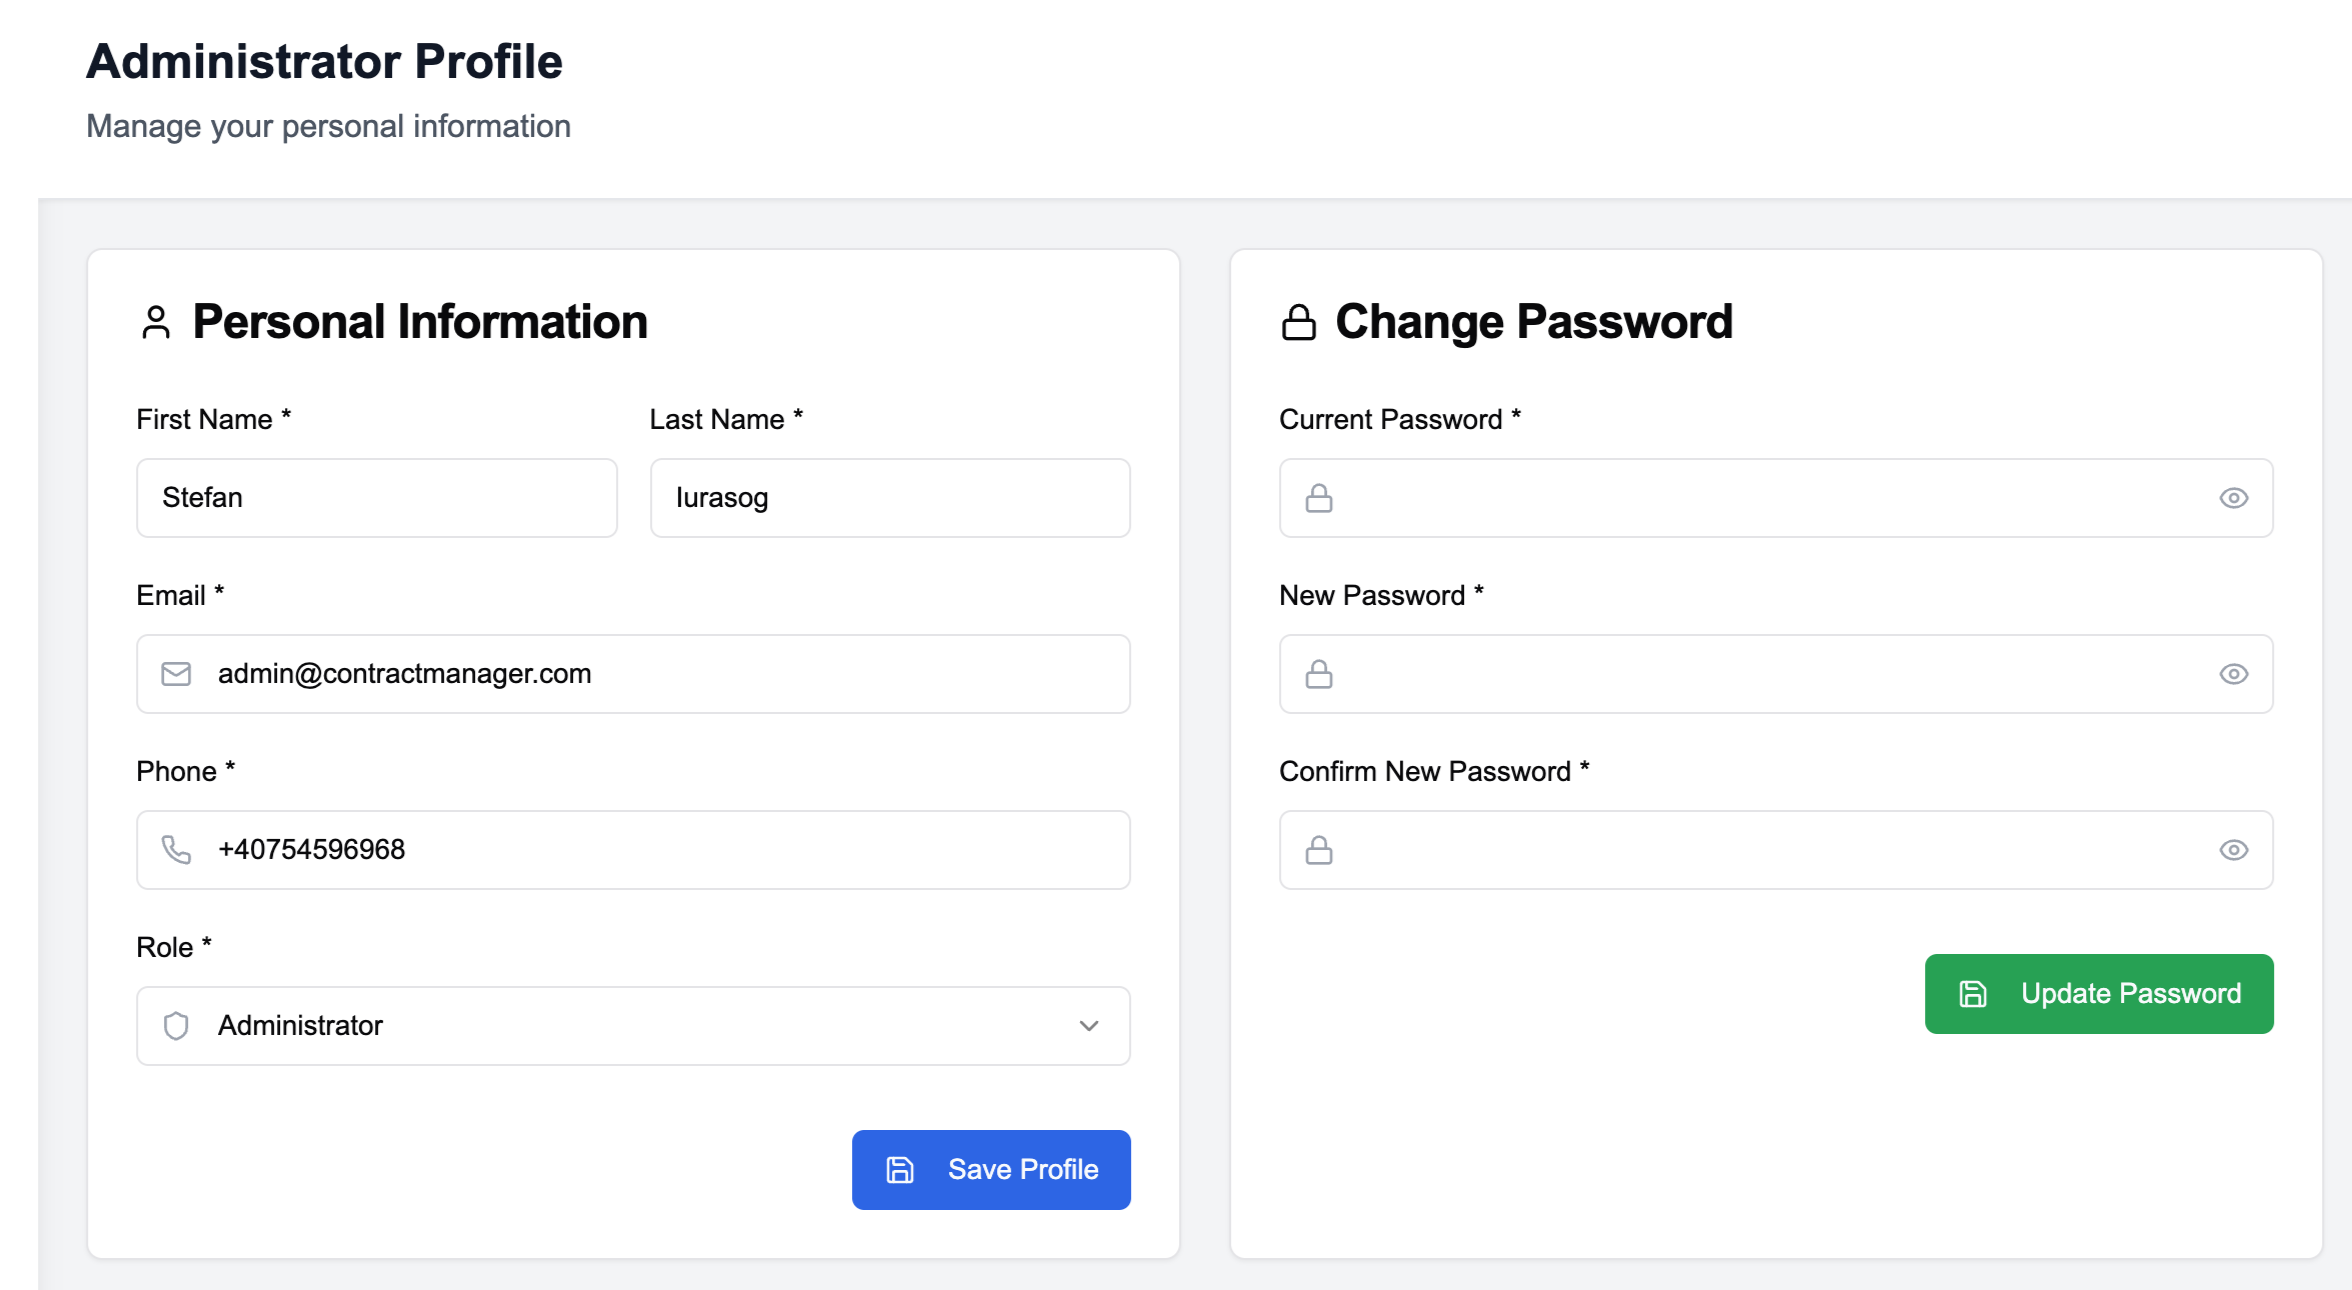 Administrator Profile
Manage your personal information
Personal Information
First Name *
Last Name *
Stefan
Iurasog
Email *
admin@contractmanager.com
Phone *
+40754596968
Role *
Administrator
Save Profile
Change Password
Current Password *
New Password *
Confirm New Password *
Update Password